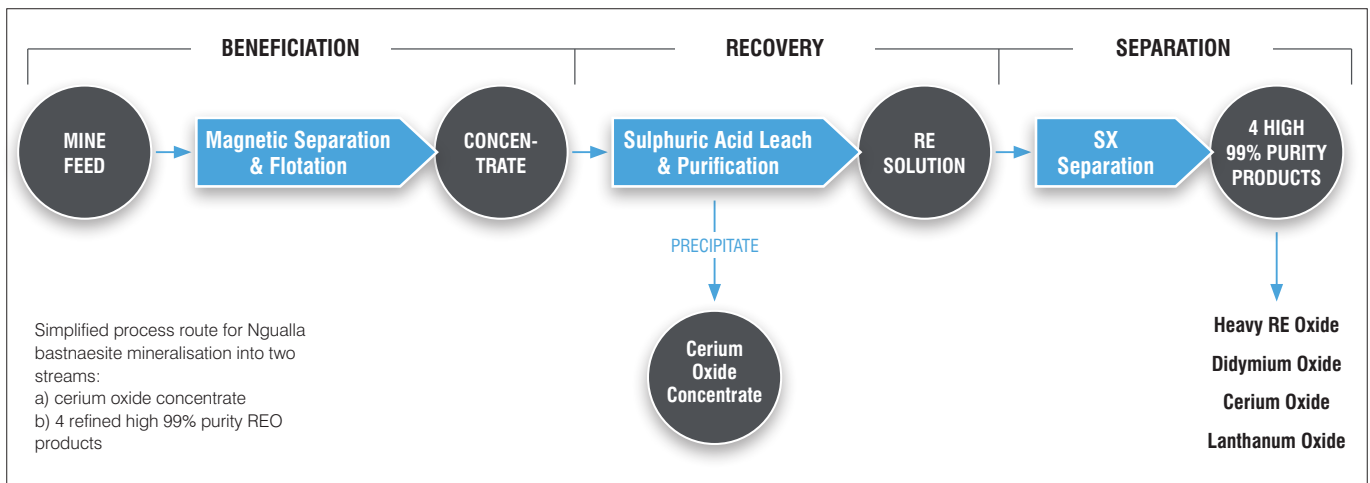 BENEFICIATION
RECOVERY
SEPARATION
MINE
FEED
Magnetic Separation
& Flotation
CONCEN-
TRATE
Sulphuric Acid Leach
& Purification
RE
SOLUTION
SX
Separation
4 HIGH
99% PURITY
PRODUCTS
PRECIPITATE
Cerium
Oxide
Concentrate
Heavy RE Oxide
Didymium Oxide
Cerium Oxide
Lanthanum Oxide
Simplified process route for Ngualla
bastnaesite mineralisation into two
streams:
a) cerium oxide concentrate
b) 4 refined high 99% purity REO
products